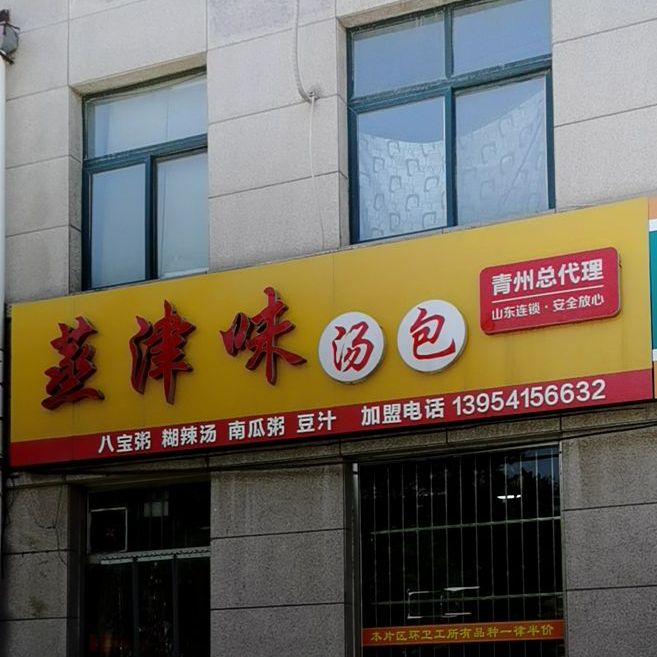 蒸津味汤包
青州总代理
山东连锁·安全放心
八宝粥 糊辣汤 南瓜粥 豆汁 加盟电话 13954156632
本片区环卫工所有品种一律半价